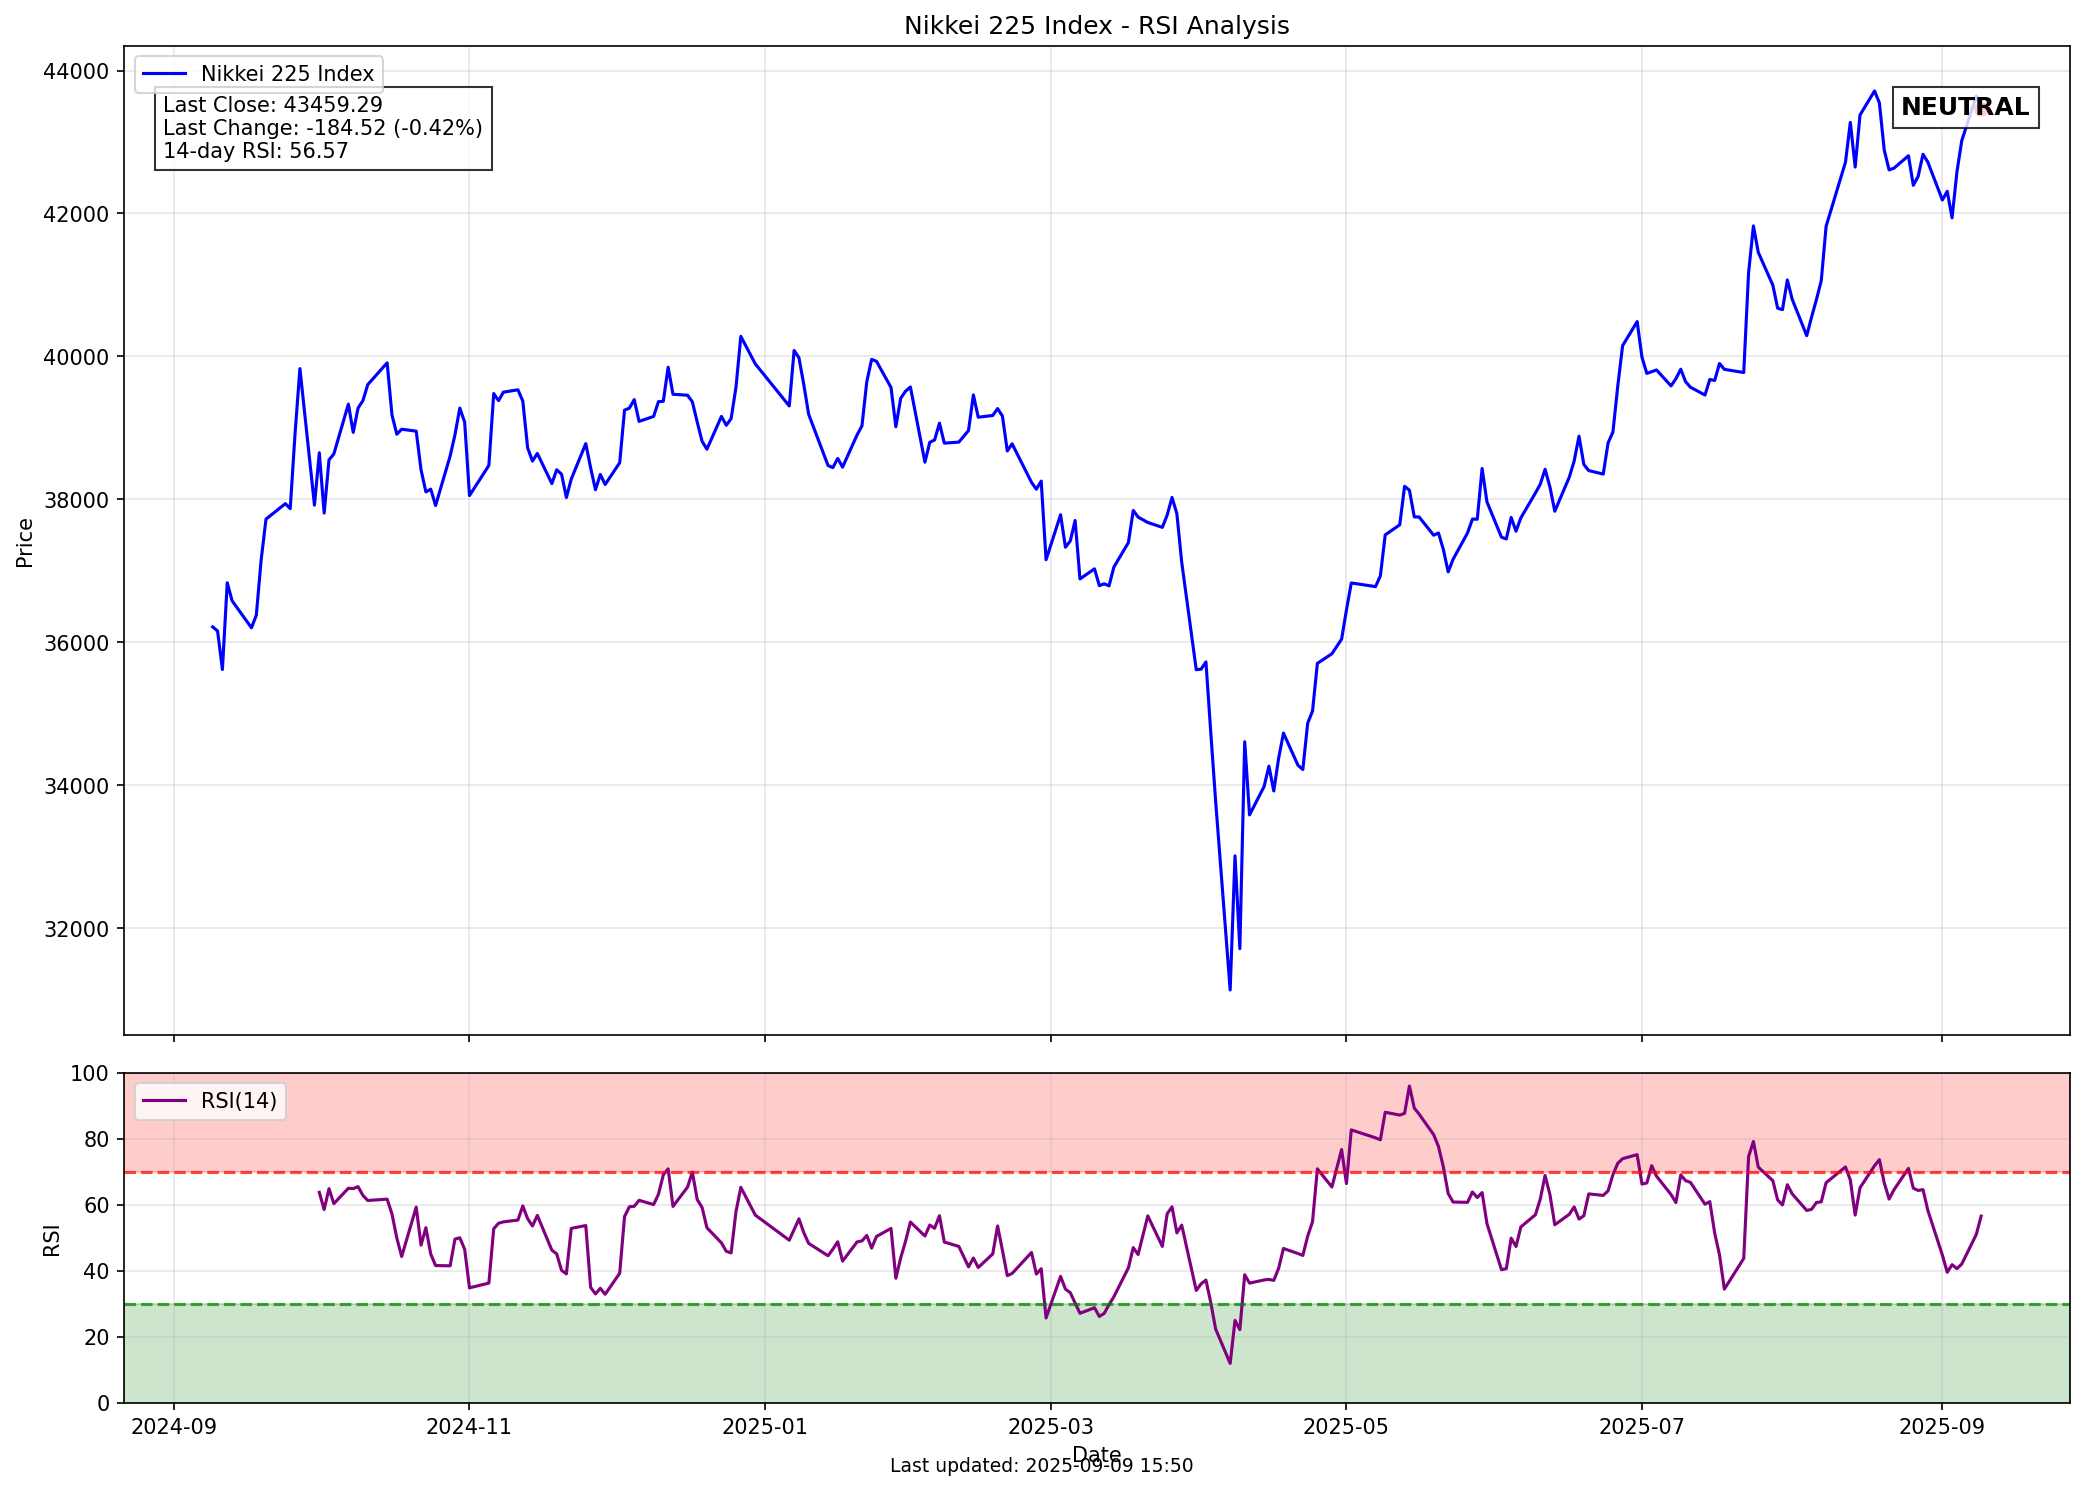 Nikkei 225 Index - RSI Analysis
Nikkei 225 Index
Last Close: 43459.29
Last Change: -184.52 (-0.42%)
14-day RSI: 56.57
NEUTRAL
Price
44000
42000
40000
38000
36000
34000
32000
RSI(14)
RSI
100
80
60
40
20
0
2024-09
2024-11
2025-01
2025-03
2025-05
2025-07
2025-09
Date
Last updated: 2025-09-09 15:50